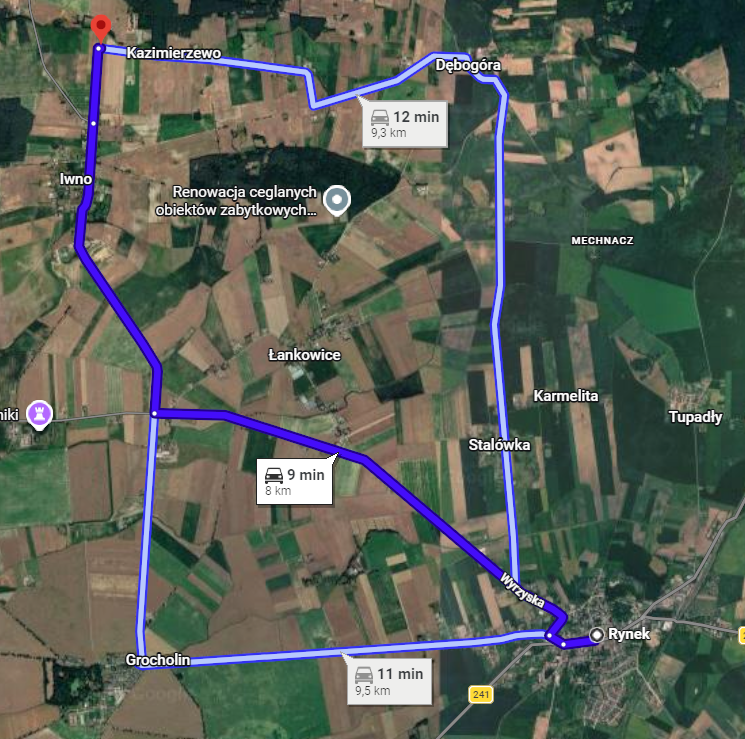 Kazimierzewo
Dębogóra
12 min
9,3 km
Iwno
Renowacja ceglanych
obiektów zabytkowych...
MECHNACZ
Łankowice
Karmelita
niki
Tupadły
Stalówka
9 min
8 km
Wyrzyska
Rynek
Grocholin
11 min
9,5 km
241
Google